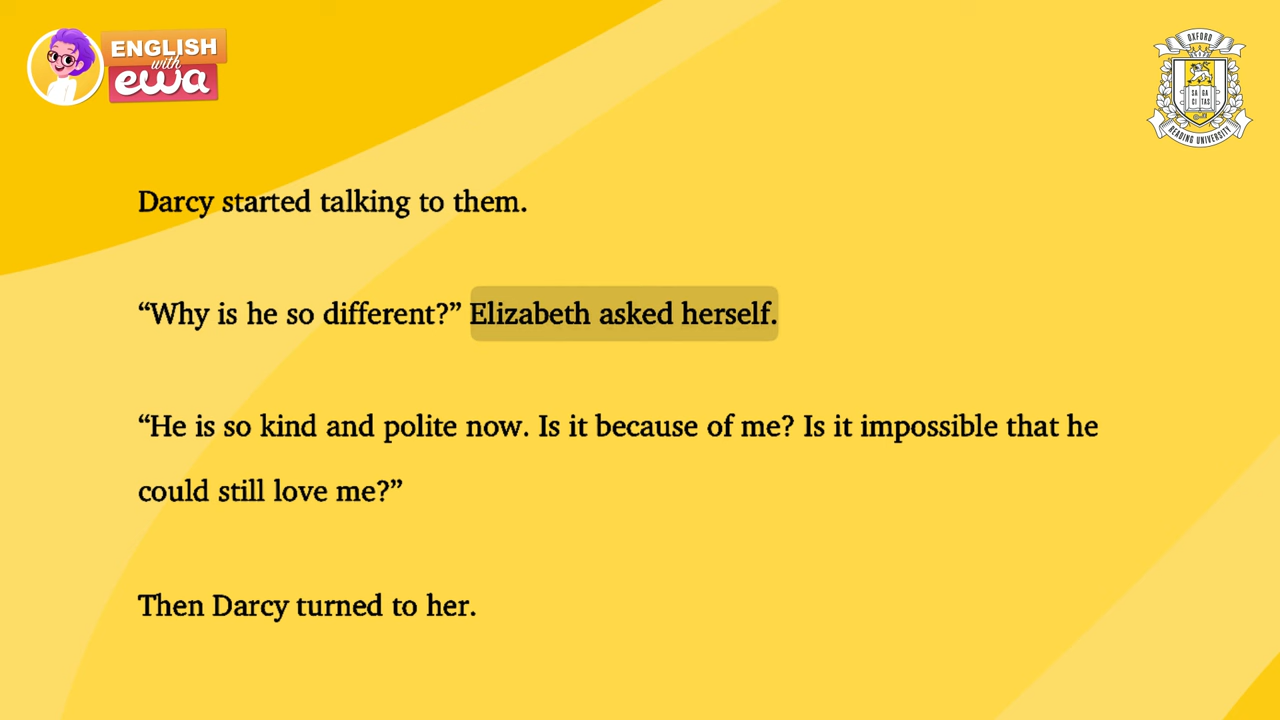 ENGLISH
with
ewa
OXFORD
SA GA
CI TAS
READING UNIVERSITY
Darcy started talking to them.
“Why is he so different?” Elizabeth asked herself.
“He is so kind and polite now. Is it because of me? Is it impossible that he
could still love me?”
Then Darcy turned to her.